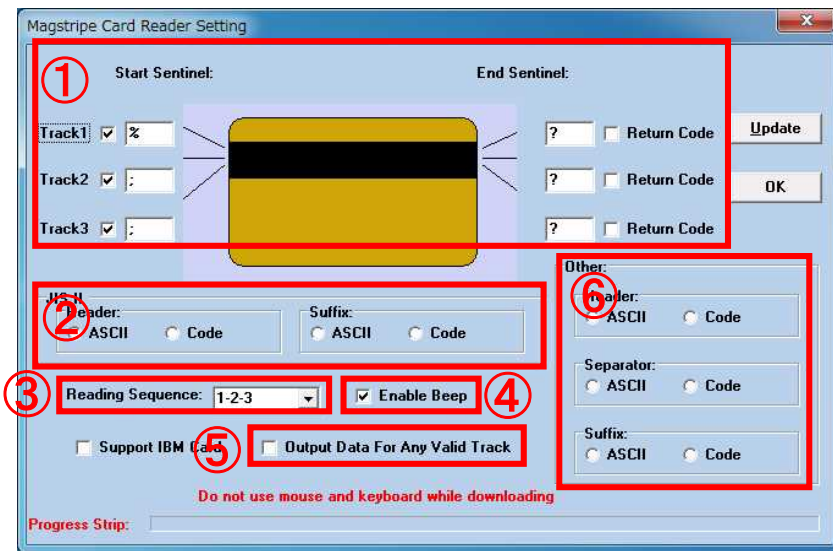 Magstripe Card Reader Setting
①
Start Sentinel:
End Sentinel:
Track1 %
? Return Code
Update
Track2 ;
? Return Code
OK
Track3 ;
? Return Code
JIS II
②
Header:
ASCII Code
Suffix:
ASCII Code
Other:
⑥
Header:
ASCII Code
Separator:
ASCII Code
Suffix:
ASCII Code
③
Reading Sequence: 1-2-3
Enable Beep
④
Support IBM Card
⑤
Output Data For Any Valid Track
Do not use mouse and keyboard while downloading
Progress Strip: